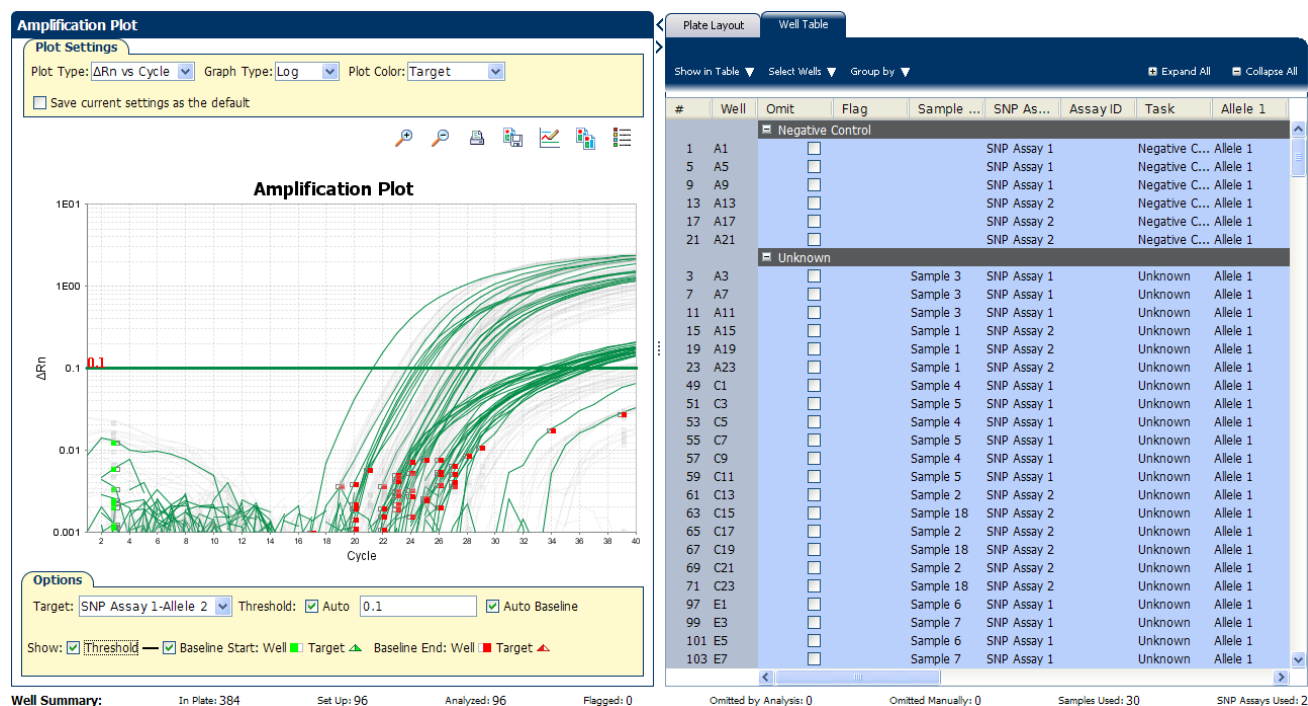 Amplification Plot
Plot Settings
Plot Type: ΔRn vs Cycle Graph Type: Log Plot Color: Target
Save current settings as the default
Amplification Plot
1E01
1E00
0.1
0.1
0.01
0.001
ΔRn
2 4 6 8 10 12 14 16 18 20 22 24 26 28 30 32 34 36 38 40
Cycle
Options
Target: SNP Assay 1-Allele 2 Threshold: Auto 0.1 Auto Baseline
Show: Threshold Baseline Start: Well Target Baseline End: Well Target
Plate Layout Well Table
Show in Table Select Wells Group by Expand All Collapse All
# Well Omit Flag Sample ... SNP As... Assay ID Task Allele 1
Negative Control
1 A1 SNP Assay 1 Negative C... Allele 1
5 A5 SNP Assay 1 Negative C... Allele 1
9 A9 SNP Assay 1 Negative C... Allele 1
13 A13 SNP Assay 2 Negative C... Allele 1
17 A17 SNP Assay 2 Negative C... Allele 1
21 A21 SNP Assay 2 Negative C... Allele 1
Unknown
3 A3 Sample 3 SNP Assay 1 Unknown Allele 1
7 A7 Sample 3 SNP Assay 1 Unknown Allele 1
11 A11 Sample 3 SNP Assay 1 Unknown Allele 1
15 A15 Sample 1 SNP Assay 2 Unknown Allele 1
19 A19 Sample 1 SNP Assay 2 Unknown Allele 1
23 A23 Sample 1 SNP Assay 2 Unknown Allele 1
49 C1 Sample 4 SNP Assay 1 Unknown Allele 1
51 C3 Sample 5 SNP Assay 1 Unknown Allele 1
53 C5 Sample 4 SNP Assay 1 Unknown Allele 1
55 C7 Sample 5 SNP Assay 1 Unknown Allele 1
57 C9 Sample 4 SNP Assay 1 Unknown Allele 1
59 C11 Sample 5 SNP Assay 1 Unknown Allele 1
61 C13 Sample 2 SNP Assay 2 Unknown Allele 1
63 C15 Sample 18 SNP Assay 2 Unknown Allele 1
65 C17 Sample 2 SNP Assay 2 Unknown Allele 1
67 C19 Sample 18 SNP Assay 2 Unknown Allele 1
69 C21 Sample 2 SNP Assay 2 Unknown Allele 1
71 C23 Sample 18 SNP Assay 2 Unknown Allele 1
97 E1 Sample 6 SNP Assay 1 Unknown Allele 1
99 E3 Sample 7 SNP Assay 1 Unknown Allele 1
101 E5 Sample 6 SNP Assay 1 Unknown Allele 1
103 E7 Sample 7 SNP Assay 1 Unknown Allele 1
Well Summary: In Plate: 384 Set Up: 96 Analyzed: 96 Flagged: 0 Omitted by Analysis: 0 Omitted Manually: 0 Samples Used: 30 SNP Assays Used: 2